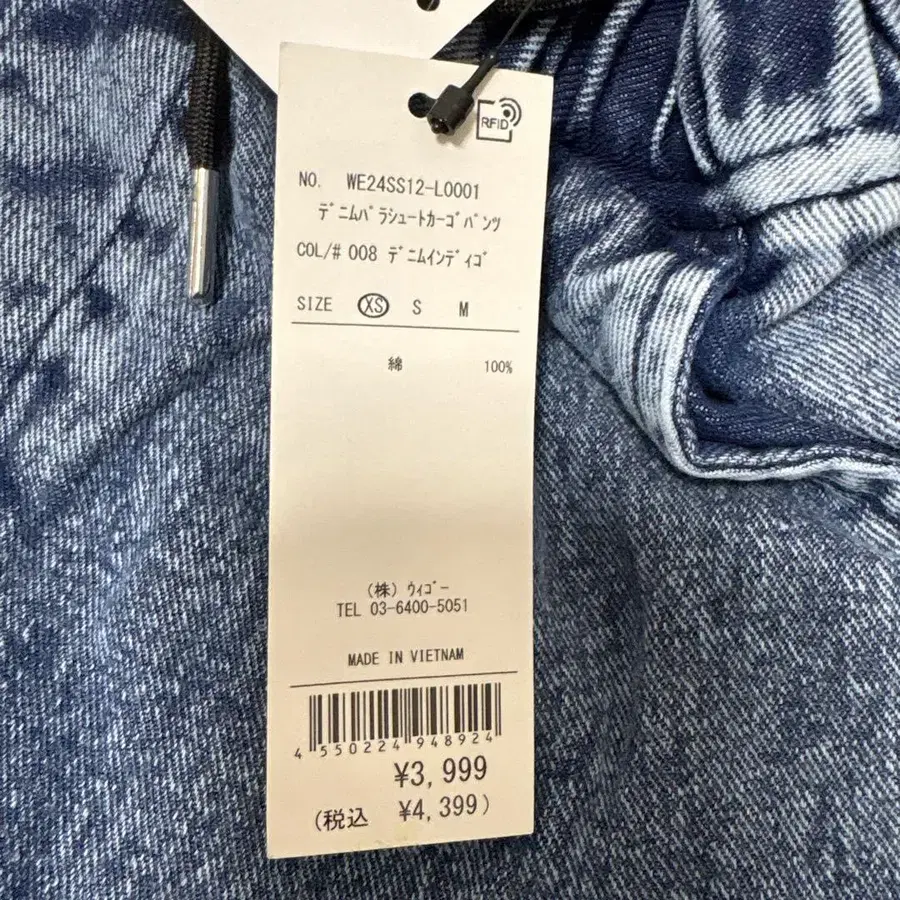 RFID
NO. WE24SS12-L0001
ﾃﾞﾆﾑﾊﾟﾗｼｭｰﾄｶｰｺﾞﾊﾟﾝﾂ
COL/# 008 ﾃﾞﾆﾑｲﾝﾃﾞｨｺﾞ
SIZE XS S M
綿 100%
(株) ｳｨｺﾞｰ
TEL 03-6400-5051
MADE IN VIETNAM
4 550224 948924
¥3,999
(税込 ¥4,399)